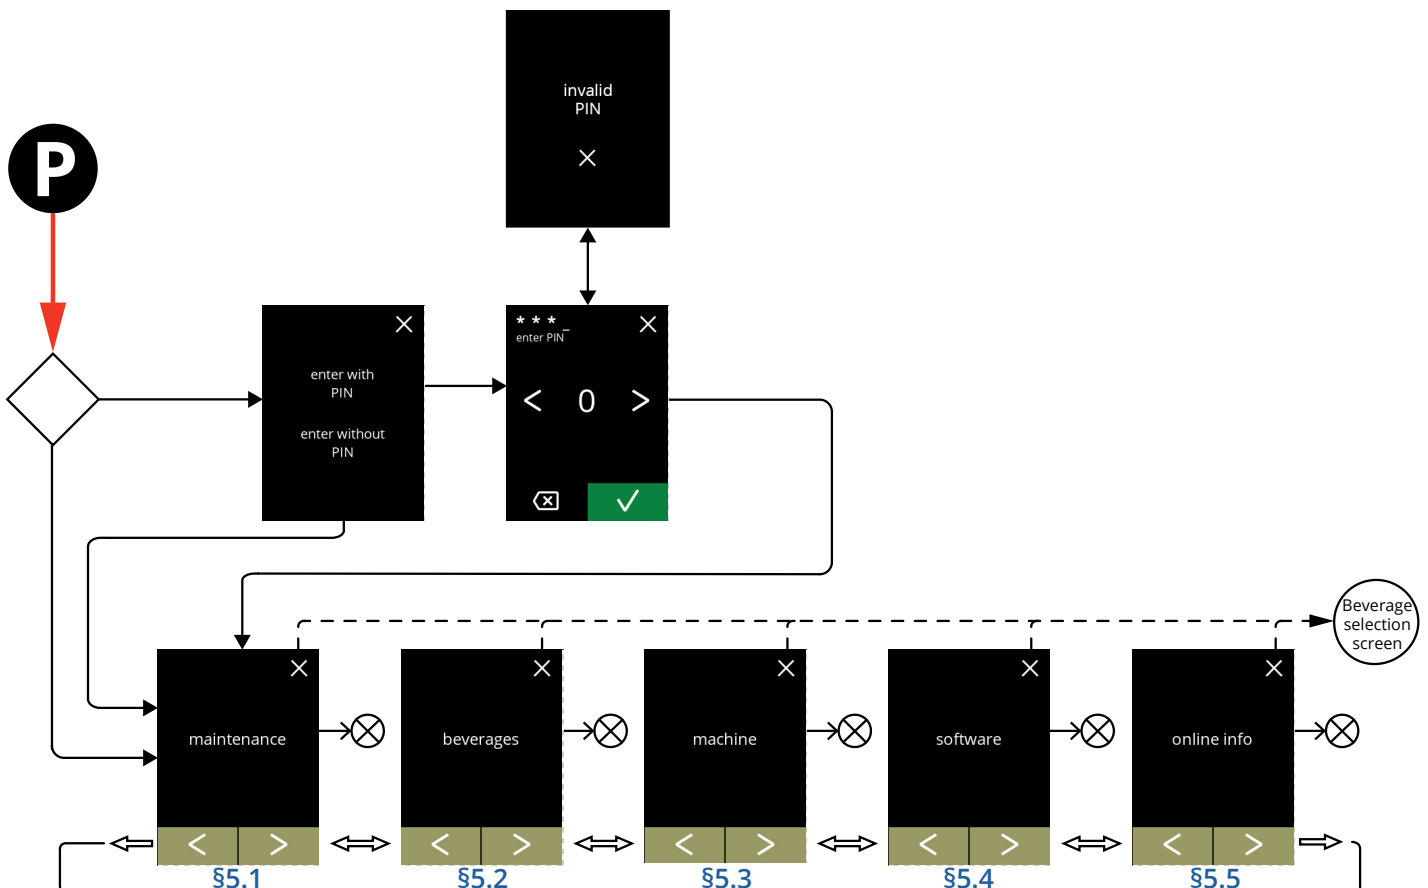 invalid
PIN
P
* * * _
enter PIN
enter with
PIN
enter without
PIN
< 0 >
Beverage
selection
screen
maintenance
beverages
machine
software
online info
§5.1
§5.2
§5.3
§5.4
§5.5